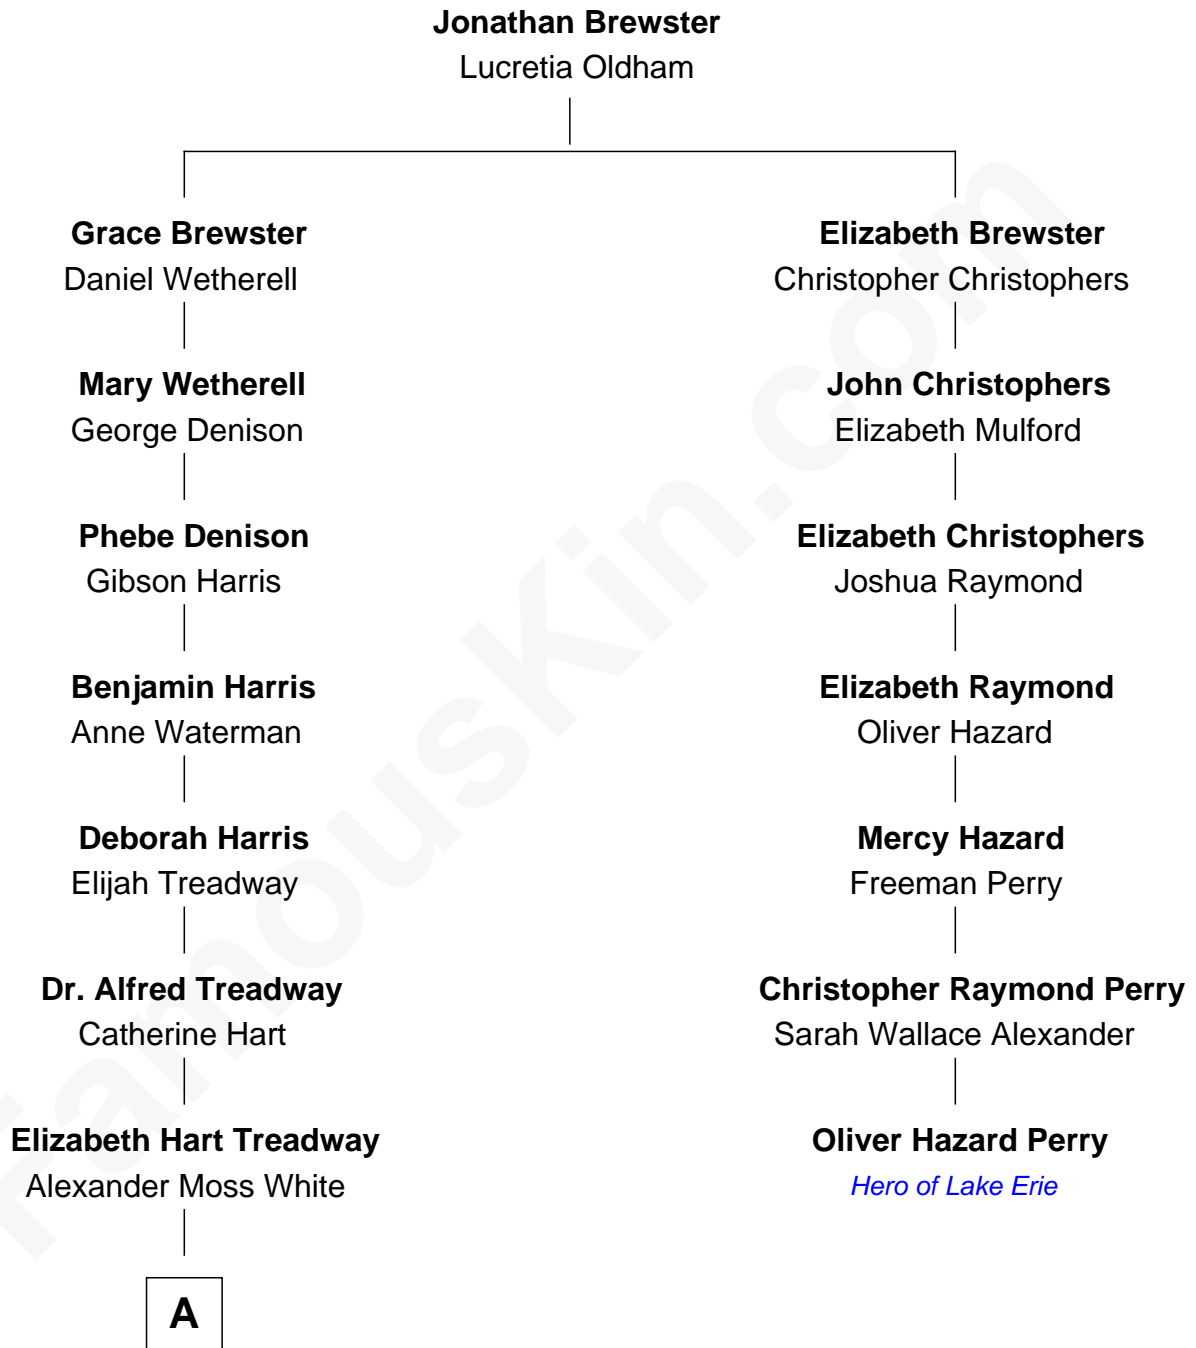 Jonathan Brewster
Lucretia Oldham
Grace Brewster
Daniel Wetherell
Mary Wetherell
George Denison
Phebe Denison
Gibson Harris
Benjamin Harris
Anne Waterman
Deborah Harris
Elijah Treadway
Dr. Alfred Treadway
Catherine Hart
Elizabeth Hart Treadway
Alexander Moss White
A
Elizabeth Brewster
Christopher Christophers
John Christophers
Elizabeth Mulford
Elizabeth Christophers
Joshua Raymond
Elizabeth Raymond
Oliver Hazard
Mercy Hazard
Freeman Perry
Christopher Raymond Perry
Sarah Wallace Alexander
Oliver Hazard Perry
Hero of Lake Erie
FamousKin.com